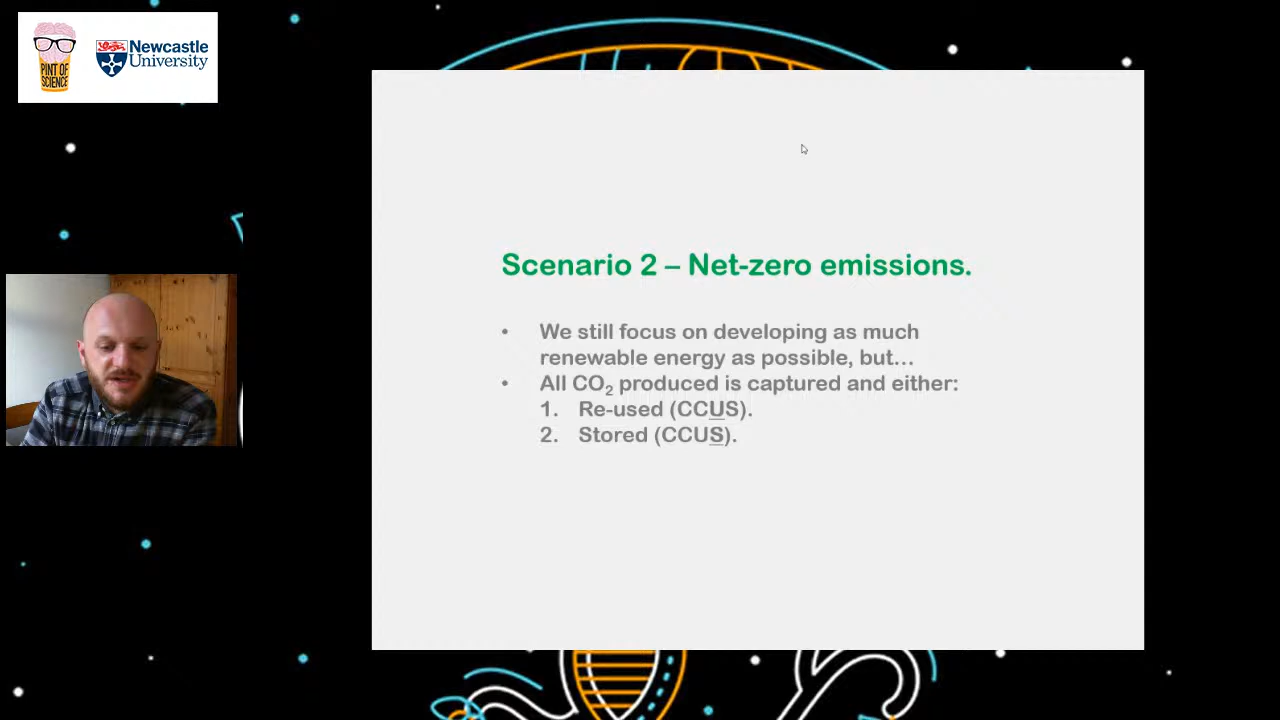 PINT OF
SCIENCE
Newcastle
University
Scenario 2 – Net-zero emissions.
• We still focus on developing as much
renewable energy as possible, but…
• All CO₂ produced is captured and either:
1. Re-used (CCUS).
2. Stored (CCUS).